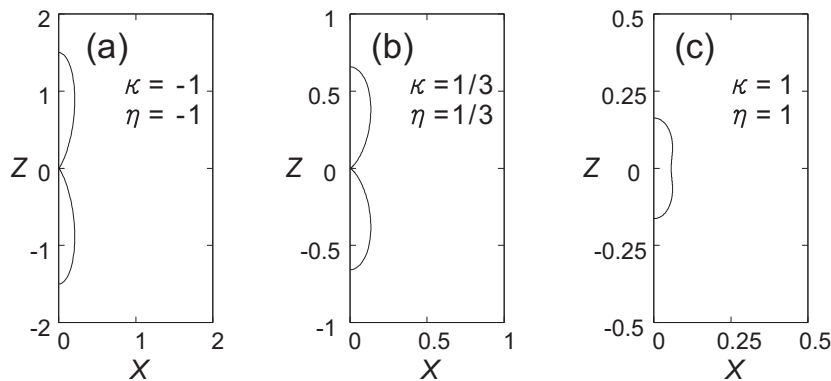 2
1
0
-1
-2
Z
(a)
κ = -1
η = -1
0 1 2
X
1
0.5
0
-0.5
-1
Z
(b)
κ =1/3
η =1/3
0 0.5 1
X
0.5
0.25
0
-0.25
-0.5
Z
(c)
κ = 1
η = 1
0 0.25 0.5
X